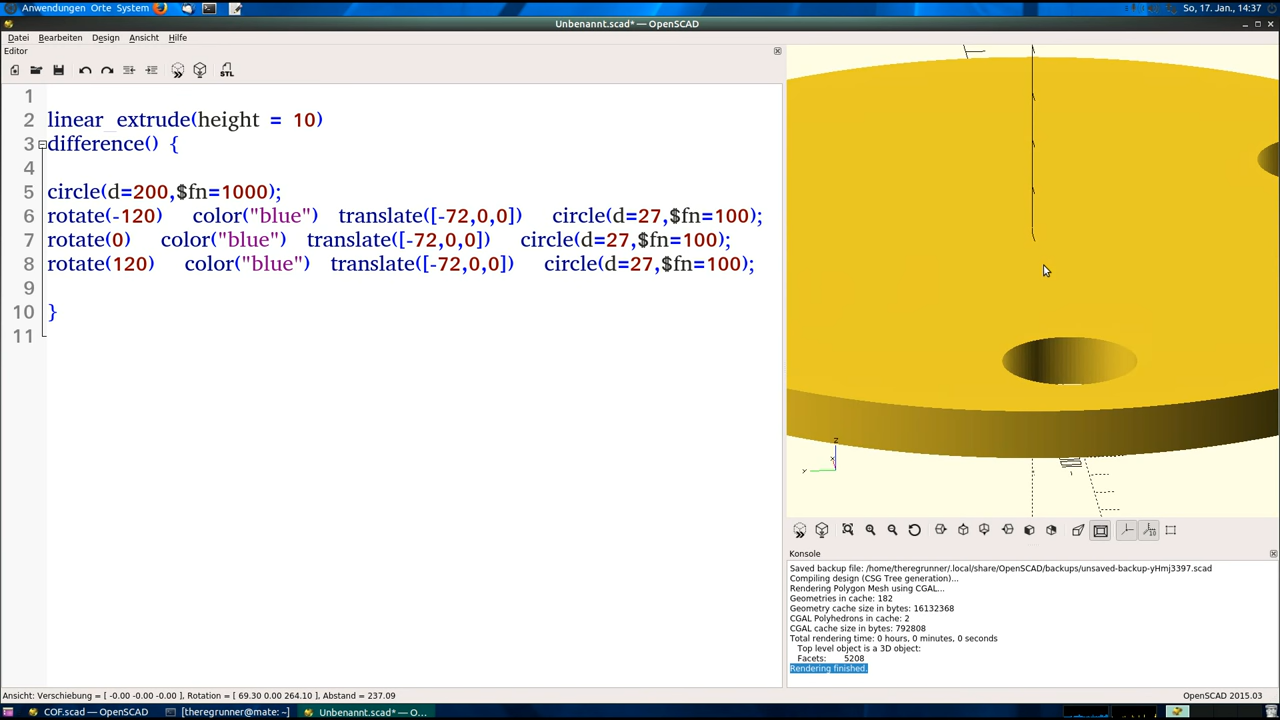 Anwendungen Orte System
So, 17. Jan., 14:37
Unbenannt.scad* — OpenSCAD
Datei Bearbeiten Design Ansicht Hilfe
Editor
STL
1
2 linear_extrude(height = 10)
3 difference() {
4
5 circle(d=200,$fn=1000);
6 rotate(-120) color("blue") translate([-72,0,0]) circle(d=27,$fn=100);
7 rotate(0) color("blue") translate([-72,0,0]) circle(d=27,$fn=100);
8 rotate(120) color("blue") translate([-72,0,0]) circle(d=27,$fn=100);
9
10 }
11
z
x
y
10
Konsole
Saved backup file: /home/theregrunner/.local/share/OpenSCAD/backups/unsaved-backup-yHmj3397.scad
Compiling design (CSG Tree generation)...
Rendering Polygon Mesh using CGAL...
Geometries in cache: 182
Geometry cache size in bytes: 16132368
CGAL Polyhedrons in cache: 2
CGAL cache size in bytes: 792808
Total rendering time: 0 hours, 0 minutes, 0 seconds
Top level object is a 3D object:
Facets: 5208
Rendering finished.
Ansicht: Verschiebung = [ -0.00 -0.00 -0.00 ], Rotation = [ 69.30 0.00 264.10 ], Abstand = 237.09
OpenSCAD 2015.03
COF.scad — OpenSCAD
[theregrunner@mate: ~]
Unbenannt.scad* — O...